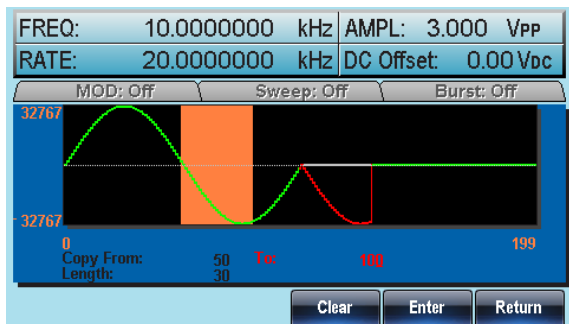 FREQ: 10.0000000 kHz AMPL: 3.000 VPP
RATE: 20.0000000 kHz DC Offset: 0.00 VDC
MOD: Off Sweep: Off Burst: Off
32767
- 32767
0 199
Copy From: 50 To: 100
Length: 30
Clear Enter Return